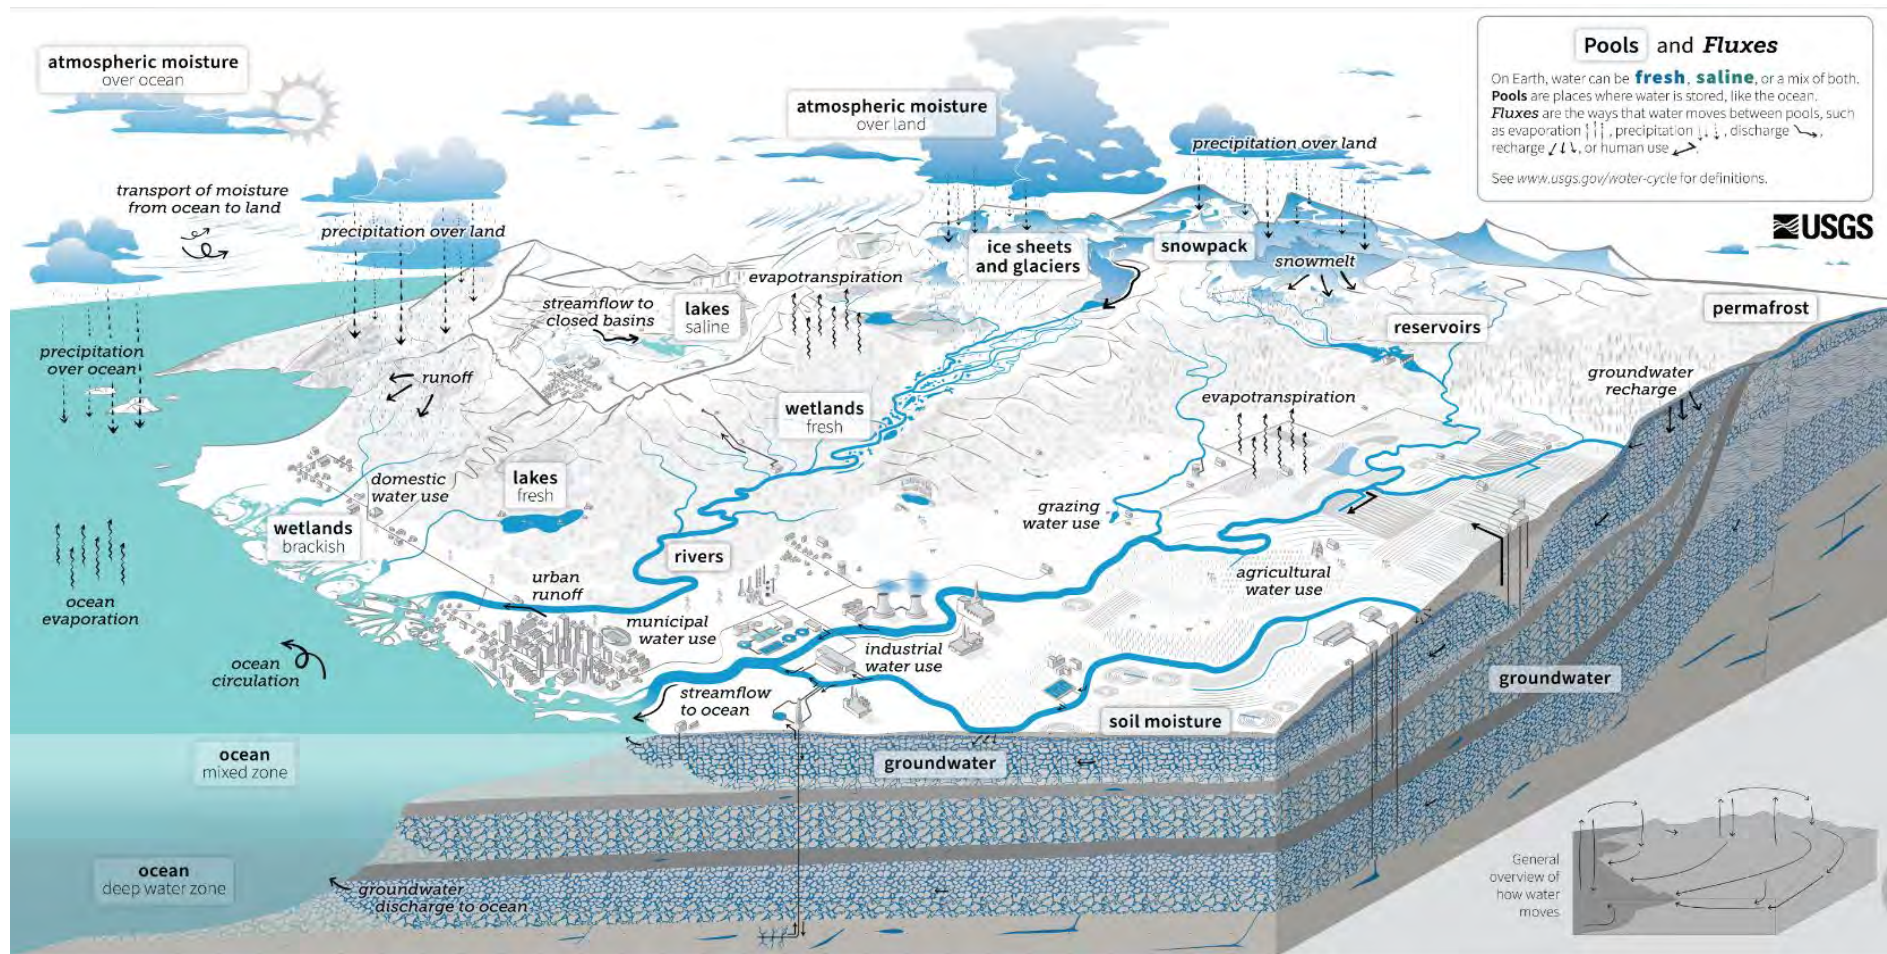 atmospheric moisture
over ocean
transport of moisture
from ocean to land
precipitation over land
atmospheric moisture
over land
precipitation over land
Pools and Fluxes
On Earth, water can be fresh, saline, or a mix of both.
Pools are places where water is stored, like the ocean.
Fluxes are the ways that water moves between pools, such
as evaporation, precipitation, discharge,
recharge, or human use.
See www.usgs.gov/water-cycle for definitions.
USGS
ice sheets
and glaciers
snowpack
snowmelt
evapotranspiration
streamflow to
closed basins
lakes
saline
permafrost
reservoirs
precipitation
over ocean
runoff
groundwater
recharge
wetlands
fresh
evapotranspiration
domestic
water use
lakes
fresh
grazing
water use
wetlands
brackish
rivers
urban
runoff
agricultural
water use
ocean
evaporation
municipal
water use
industrial
water use
ocean
circulation
streamflow
to ocean
groundwater
soil moisture
ocean
mixed zone
groundwater
ocean
deep water zone
groundwater
discharge to ocean
General
overview of
how water
moves